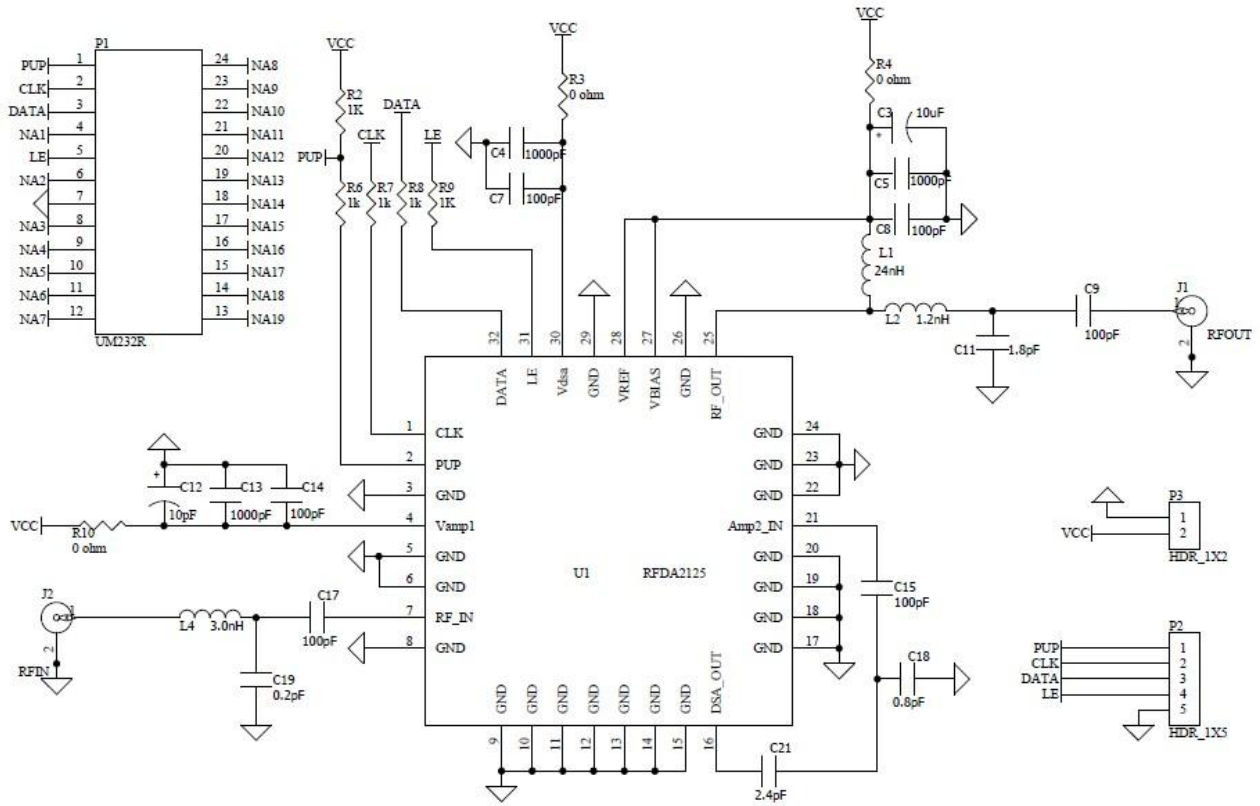 P1
PUP 1 24 NA8
CLK 2 23 NA9
DATA 3 22 NA10
NA1 4 21 NA11
LE 5 20 NA12
NA2 6 19 NA13
7 18 NA14
NA3 8 17 NA15
NA4 9 16 NA16
NA5 10 15 NA17
NA6 11 14 NA18
NA7 12 13 NA19
UM232R
VCC
R2
1K
PUP
R6
1k
CLK
R7
1k
DATA
R8
1k
LE
R9
1K
VCC
R3
0 ohm
C4
1000pF
C7
100pF
VCC
R4
0 ohm
C3
10uF
+
C5
1000pF
C8
100pF
L1
24nH
L2
1.2nH
C11
1.8pF
C9
100pF
J1
1
2
RFOUT
32 31 30 29 28 27 26 25
DATA LE Vdsa GND VREF VBIAS GND RF_OUT
1 CLK
2 PUP
3 GND
4 Vamp1
5 GND
6 GND
7 RF_IN
8 GND
GND 24
GND 23
GND 22
Amp2_IN 21
GND 20
GND 19
GND 18
GND 17
U1
RFDA2125
GND GND GND GND GND GND GND DSA_OUT
9 10 11 12 13 14 15 16
+
C12
10pF
C13
1000pF
C14
100pF
VCC
R10
0 ohm
J2
1
2
RFIN
L4
3.0nH
C17
100pF
C19
0.2pF
C15
100pF
C18
0.8pF
C21
2.4pF
P3
1
VCC 2
HDR_1X2
P2
PUP 1
CLK 2
DATA 3
LE 4
5
HDR_1X5